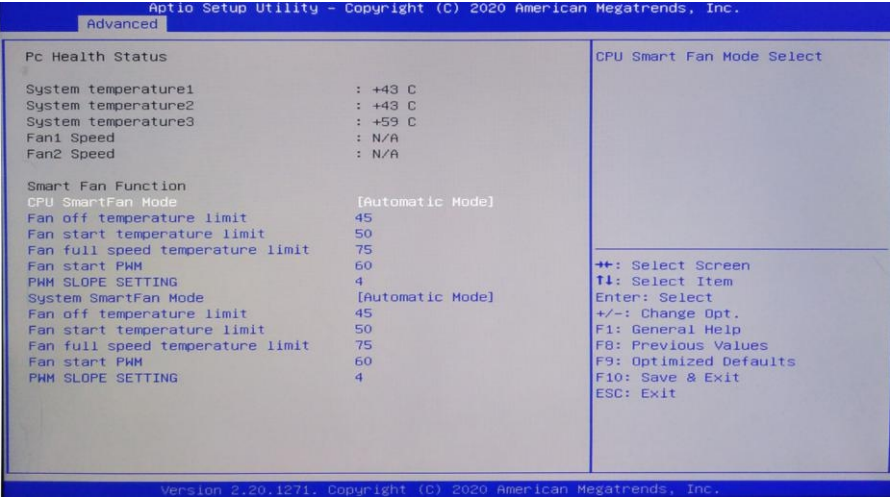 Aptio Setup Utility – Copyright (C) 2020 American Megatrends, Inc.
Advanced
Pc Health Status
System temperature1 : +43 C
System temperature2 : +43 C
System temperature3 : +59 C
Fan1 Speed : N/A
Fan2 Speed : N/A
Smart Fan Function
CPU SmartFan Mode [Automatic Mode]
Fan off temperature limit 45
Fan start temperature limit 50
Fan full speed temperature limit 75
Fan start PWM 60
PWM SLOPE SETTING 4
System SmartFan Mode [Automatic Mode]
Fan off temperature limit 45
Fan start temperature limit 50
Fan full speed temperature limit 75
Fan start PWM 60
PWM SLOPE SETTING 4
CPU Smart Fan Mode Select
→←: Select Screen
↑↓: Select Item
Enter: Select
+/-: Change Opt.
F1: General Help
F8: Previous Values
F9: Optimized Defaults
F10: Save & Exit
ESC: Exit
Version 2.20.1271. Copyright (C) 2020 American Megatrends, Inc.